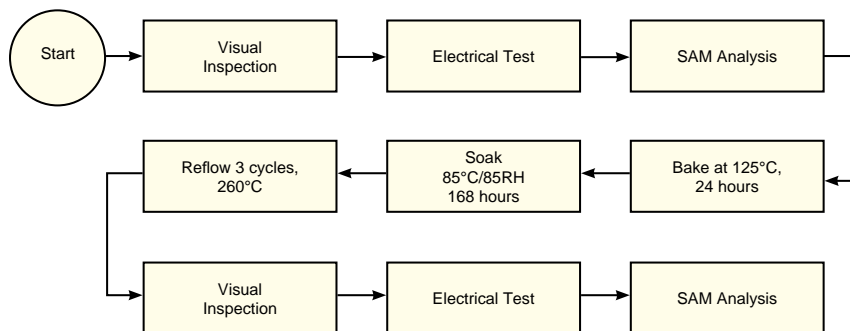 Start
Visual
Inspection
Electrical Test
SAM Analysis
Bake at 125°C,
24 hours
Soak
85°C/85RH
168 hours
Reflow 3 cycles,
260°C
Visual
Inspection
Electrical Test
SAM Analysis